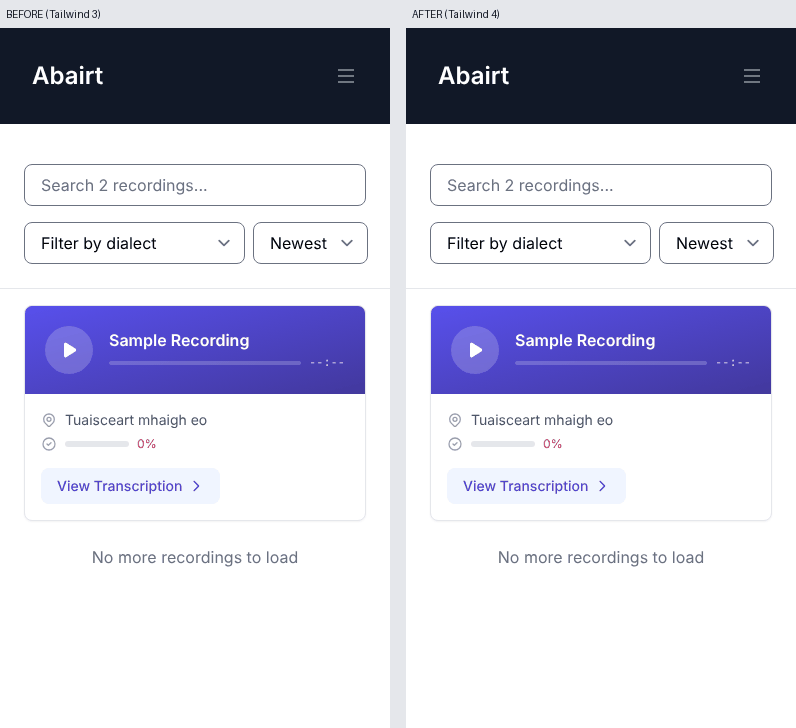 BEFORE (Tailwind 3)
Abairt
Search 2 recordings...
Filter by dialect
Newest
Sample Recording
--:--
Tuaisceart mhaigh eo
0%
View Transcription
No more recordings to load
AFTER (Tailwind 4)
Abairt
Search 2 recordings...
Filter by dialect
Newest
Sample Recording
--:--
Tuaisceart mhaigh eo
0%
View Transcription
No more recordings to load